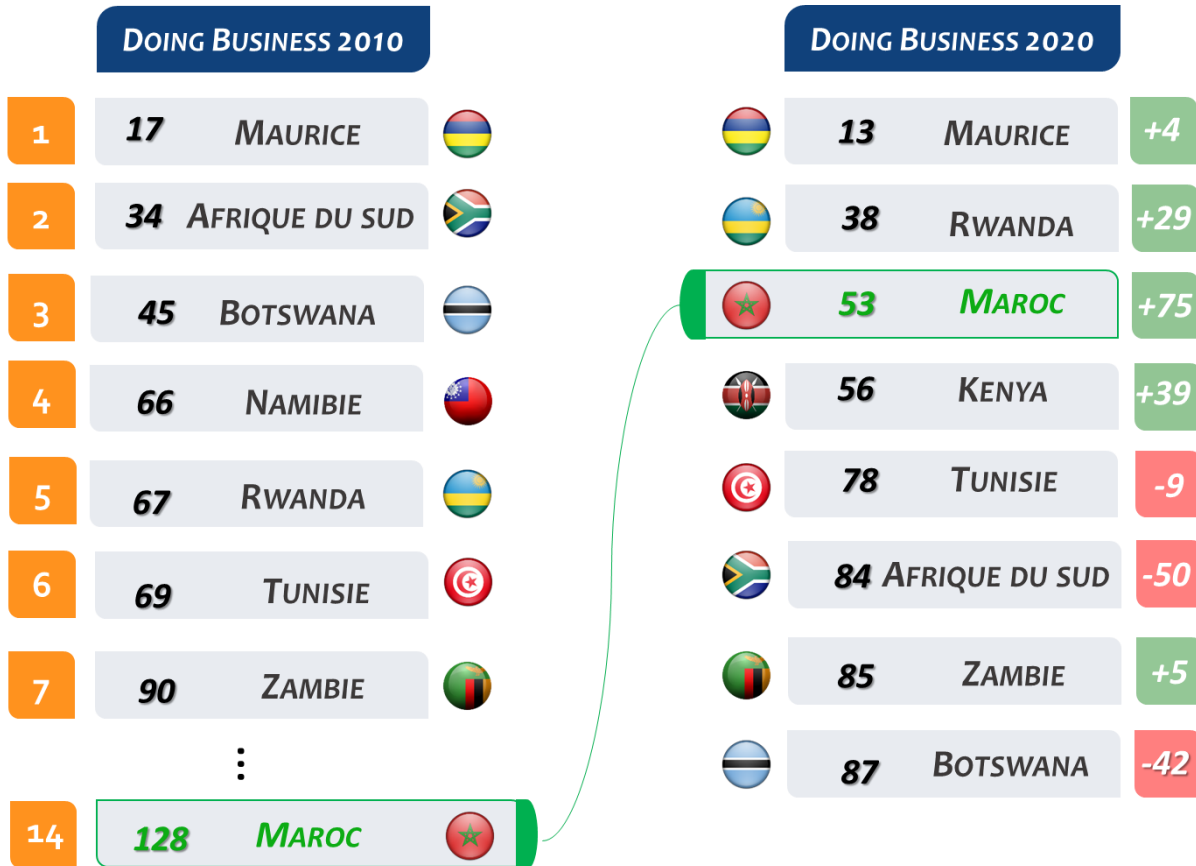 DOING BUSINESS 2010
1 17 MAURICE
2 34 AFRIQUE DU SUD
3 45 BOTSWANA
4 66 NAMIBIE
5 67 RWANDA
6 69 TUNISIE
7 90 ZAMBIE
⋮
14 128 MAROC
DOING BUSINESS 2020
13 MAURICE +4
38 RWANDA +29
53 MAROC +75
56 KENYA +39
78 TUNISIE -9
84 AFRIQUE DU SUD -50
85 ZAMBIE +5
87 BOTSWANA -42